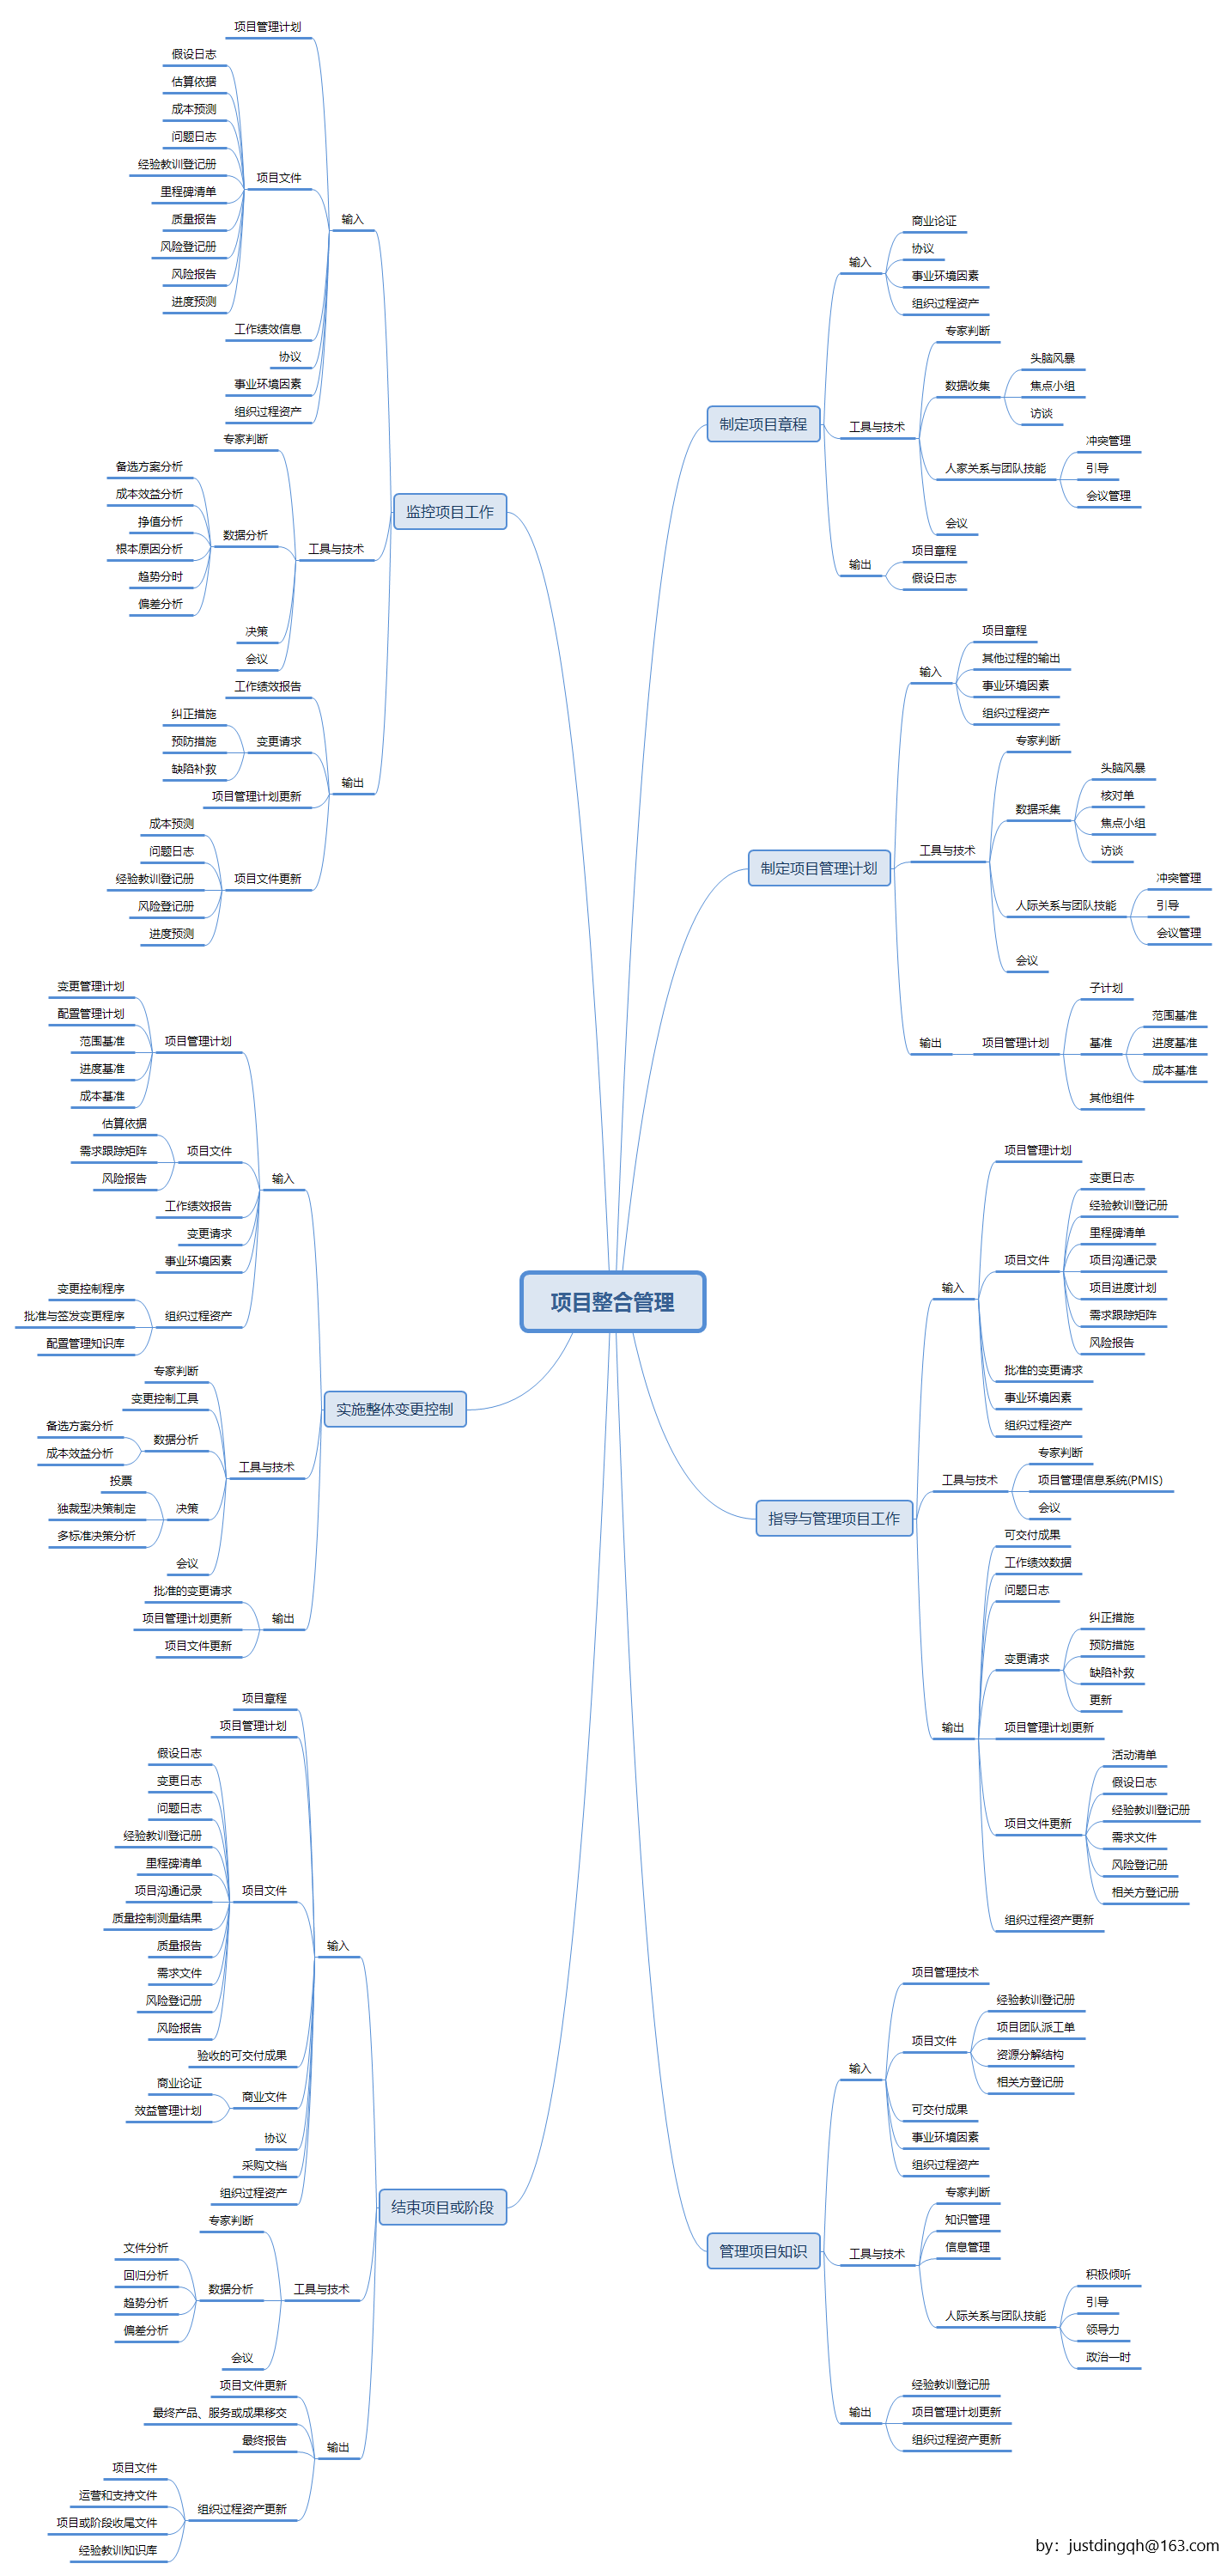 项目整合管理
制定项目章程
输入
商业论证
协议
事业环境因素
组织过程资产
工具与技术
专家判断
数据收集
头脑风暴
焦点小组
访谈
人家关系与团队技能
冲突管理
引导
会议管理
会议
输出
项目章程
假设日志
制定项目管理计划
输入
项目章程
其他过程的输出
事业环境因素
组织过程资产
工具与技术
专家判断
数据采集
头脑风暴
核对单
焦点小组
访谈
人际关系与团队技能
冲突管理
引导
会议管理
会议
输出
项目管理计划
子计划
基准
范围基准
进度基准
成本基准
其他组件
指导与管理项目工作
输入
项目管理计划
项目文件
变更日志
经验教训登记册
里程碑清单
项目沟通记录
项目进度计划
需求跟踪矩阵
风险报告
批准的变更请求
事业环境因素
组织过程资产
工具与技术
专家判断
项目管理信息系统(PMIS)
会议
输出
可交付成果
工作绩效数据
问题日志
变更请求
纠正措施
预防措施
缺陷补救
更新
项目管理计划更新
项目文件更新
活动清单
假设日志
经验教训登记册
需求文件
风险登记册
相关方登记册
组织过程资产更新
管理项目知识
输入
项目管理技术
项目文件
经验教训登记册
项目团队派工单
资源分解结构
相关方登记册
可交付成果
事业环境因素
组织过程资产
工具与技术
专家判断
知识管理
信息管理
人际关系与团队技能
积极倾听
引导
领导力
政治一时
输出
经验教训登记册
项目管理计划更新
组织过程资产更新
监控项目工作
输入
项目管理计划
项目文件
假设日志
估算依据
成本预测
问题日志
经验教训登记册
里程碑清单
质量报告
风险登记册
风险报告
进度预测
工作绩效信息
协议
事业环境因素
组织过程资产
工具与技术
专家判断
数据分析
备选方案分析
成本效益分析
挣值分析
根本原因分析
趋势分时
偏差分析
决策
会议
输出
工作绩效报告
变更请求
纠正措施
预防措施
缺陷补救
项目管理计划更新
项目文件更新
成本预测
问题日志
经验教训登记册
风险登记册
进度预测
实施整体变更控制
输入
项目管理计划
变更管理计划
配置管理计划
范围基准
进度基准
成本基准
项目文件
估算依据
需求跟踪矩阵
风险报告
工作绩效报告
变更请求
事业环境因素
组织过程资产
变更控制程序
批准与签发变更程序
配置管理知识库
工具与技术
专家判断
变更控制工具
数据分析
备选方案分析
成本效益分析
决策
投票
独裁型决策制定
多标准决策分析
会议
输出
批准的变更请求
项目管理计划更新
项目文件更新
结束项目或阶段
输入
项目章程
项目管理计划
项目文件
假设日志
变更日志
问题日志
经验教训登记册
里程碑清单
项目沟通记录
质量控制测量结果
质量报告
需求文件
风险登记册
风险报告
验收的可交付成果
商业文件
商业论证
效益管理计划
协议
采购文档
组织过程资产
工具与技术
专家判断
数据分析
文件分析
回归分析
趋势分析
偏差分析
会议
输出
项目文件更新
最终产品、服务或成果移交
最终报告
组织过程资产更新
项目文件
运营和支持文件
项目或阶段收尾文件
经验教训知识库
by：justdingqh@163.com